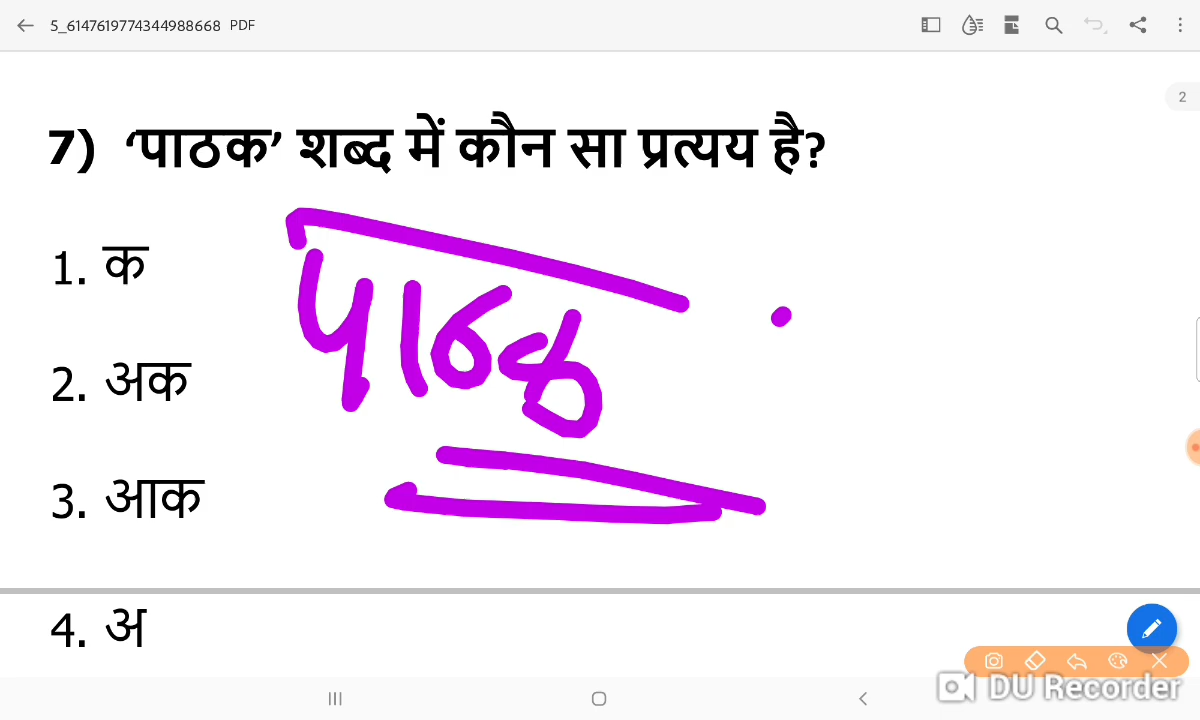 5_6147619774344988668 PDF
2
7) ‘पाठक’ शब्द में कौन सा प्रत्यय है?
1. क
पाठक
2. अक
3. आक
4. अ
DU Recorder